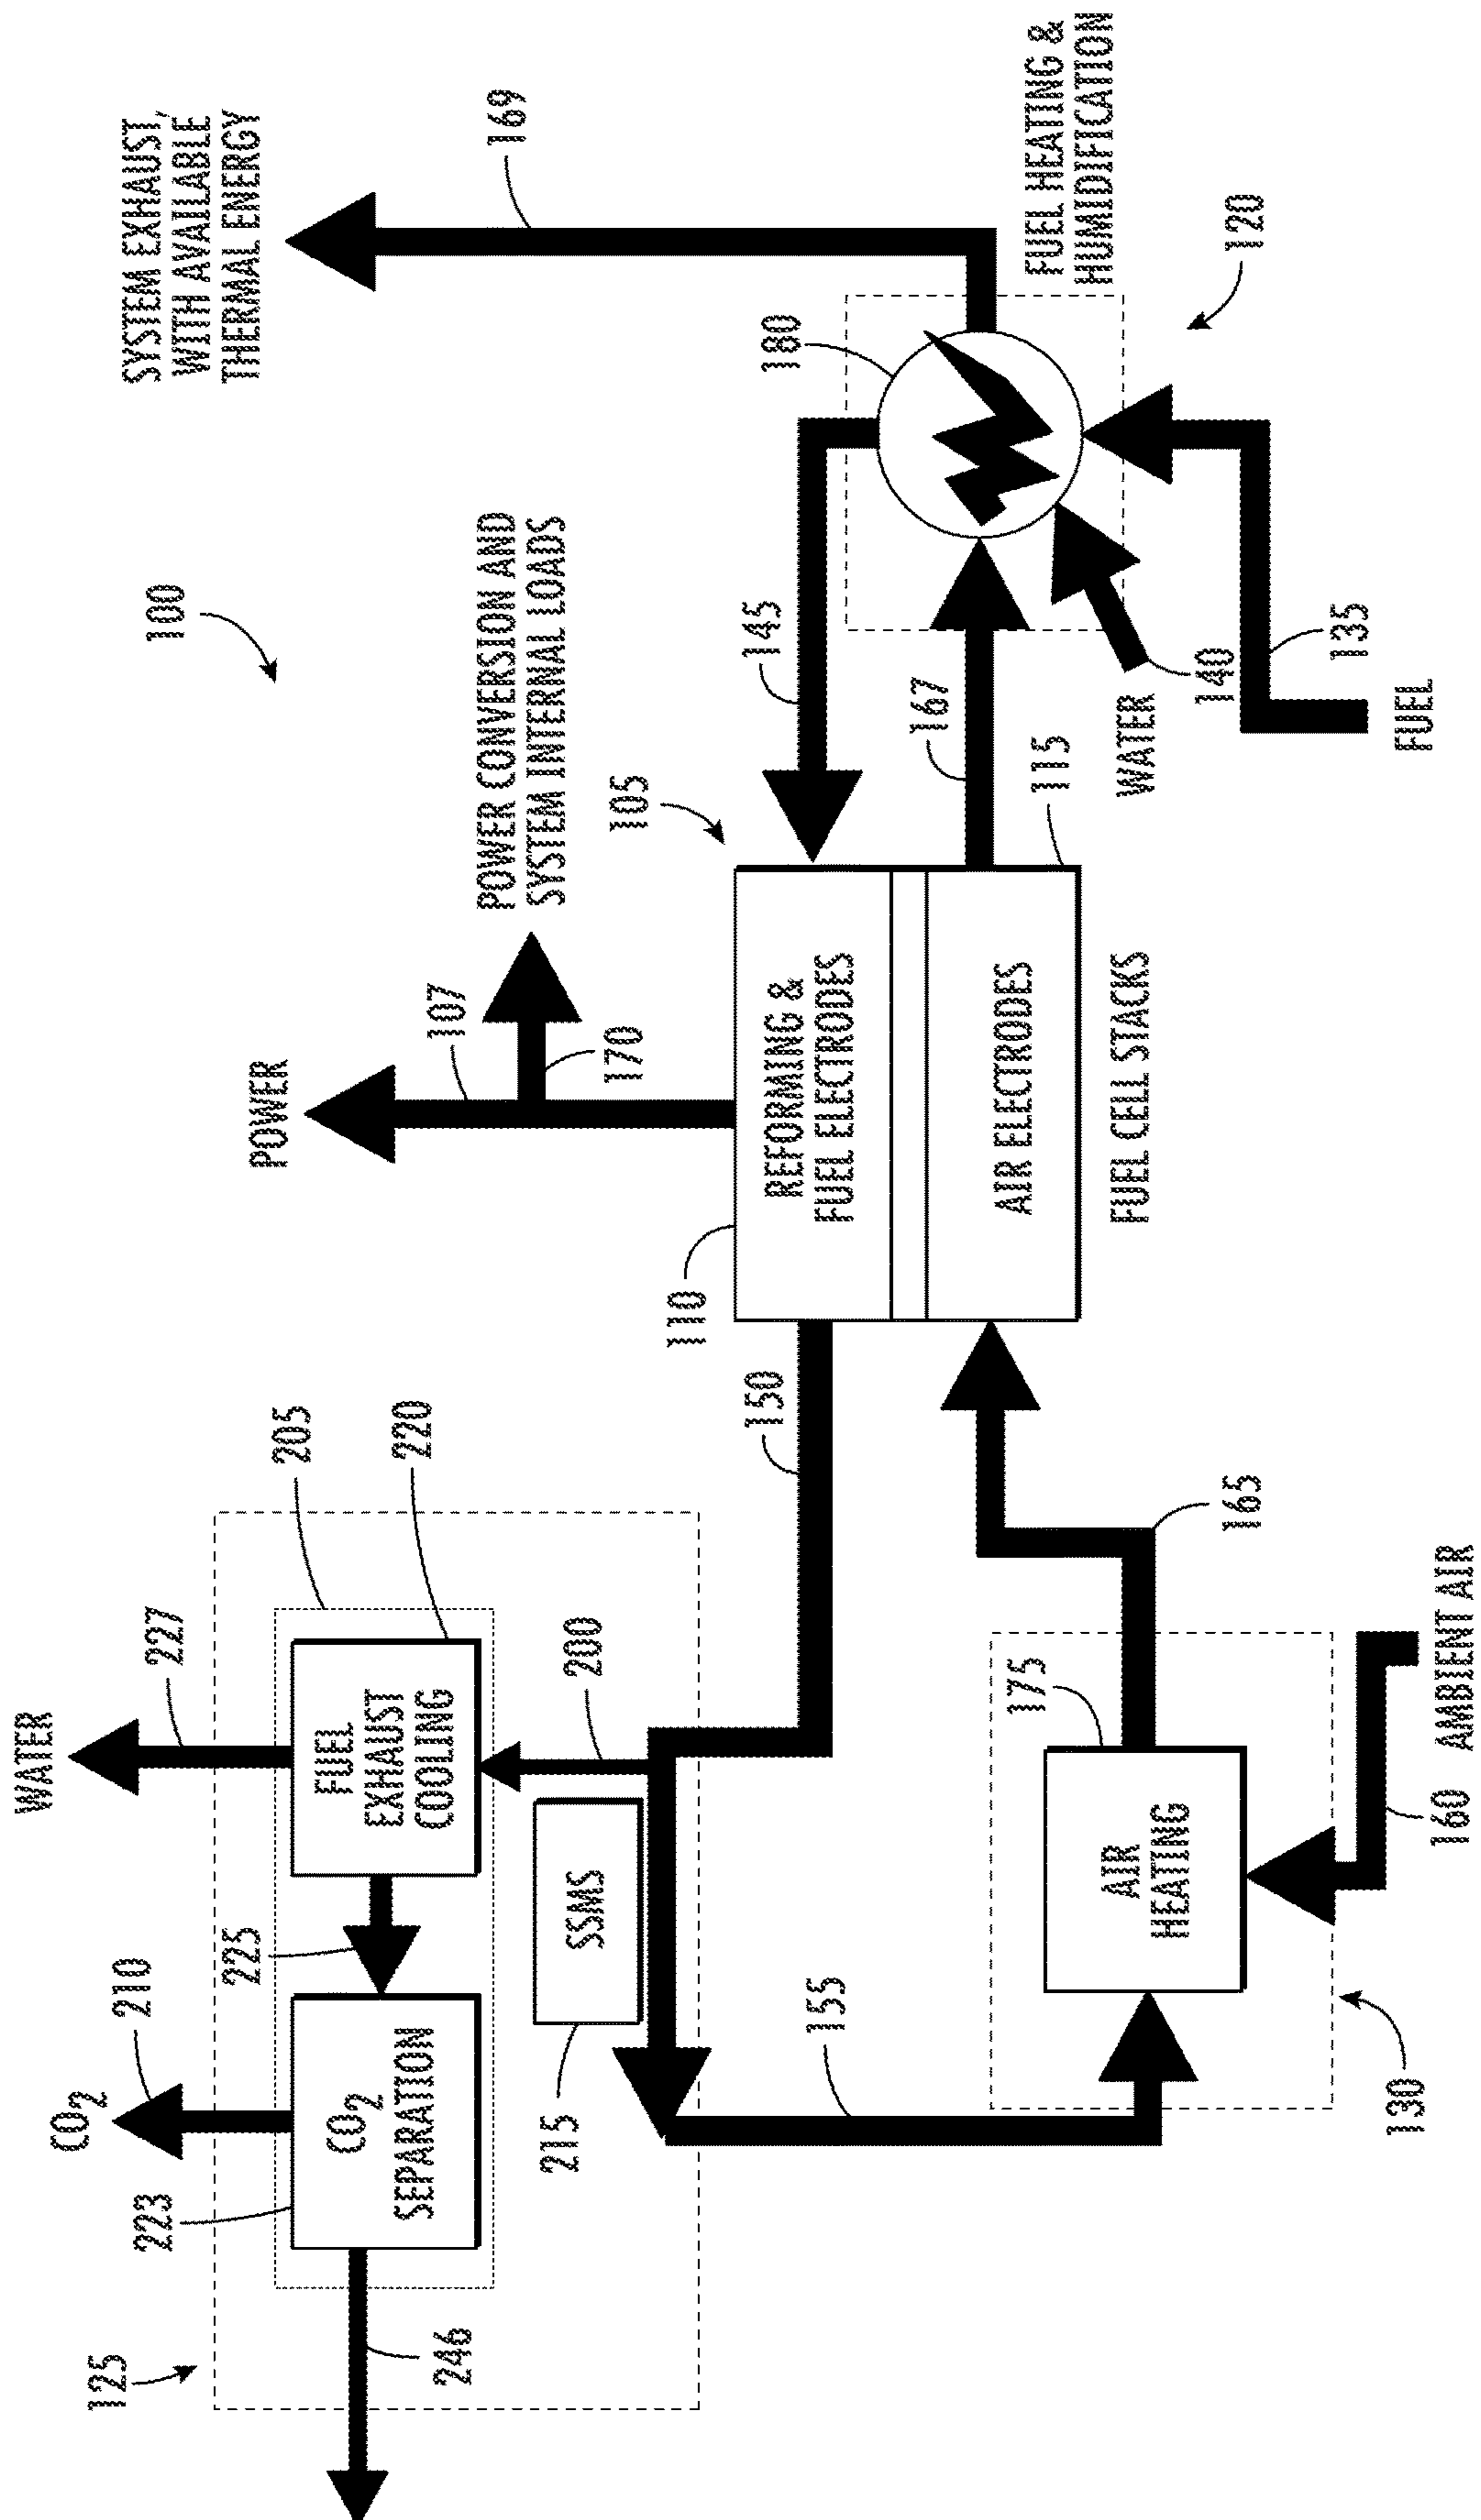 WATER
CO2
125
210
223
227
100
SYSTEM EXHAUST,
WITH AVAILABLE
THERMAL ENERGY
CO2
SEPARATION
225
FUEL
EXHAUST
COOLING
205
220
246
215
SSMS
200
POWER
107
170
POWER CONVERSION AND
SYSTEM INTERNAL LOADS
169
150
110
105
REFORMING &
FUEL ELECTRODES
AIR ELECTRODES
FUEL CELL STACKS
145
180
167
115
155
175
AIR
HEATING
165
WATER
140
FUEL HEATING &
HUMIDIFICATION
120
130
160
AMBIENT AIR
135
FUEL